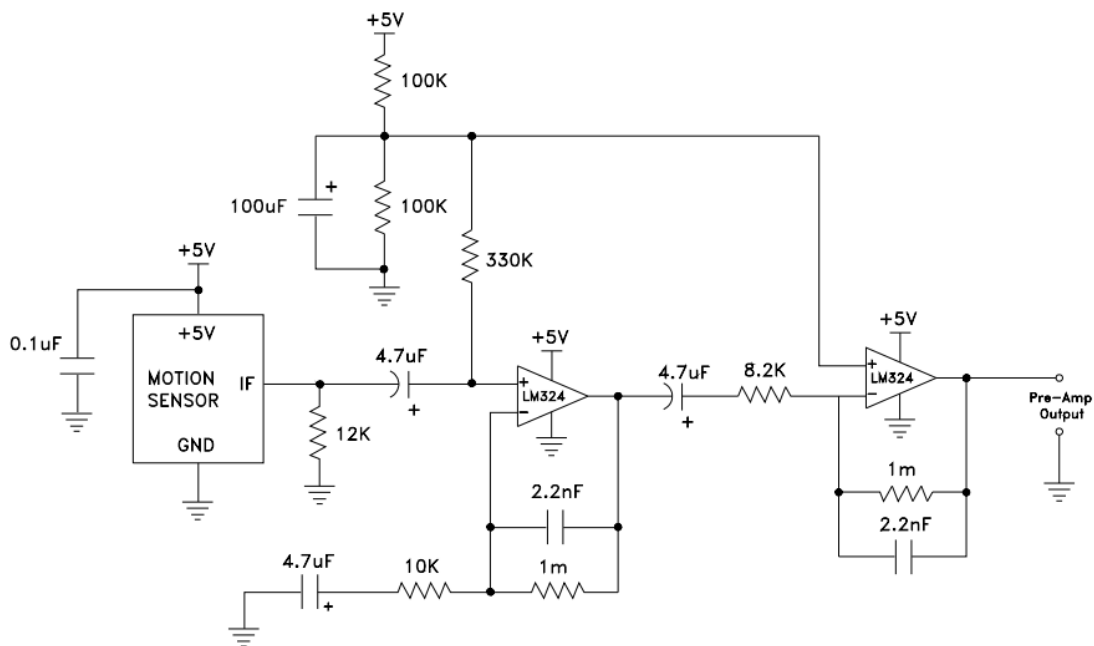 +5V
100K
100uF
+
100K
330K
+5V
0.1uF
+5V
MOTION
SENSOR
IF
GND
12K
4.7uF
+
+5V
+
LM324
−
4.7uF
+
8.2K
+5V
+
LM324
−
Pre-Amp
Output
2.2nF
1m
1m
2.2nF
4.7uF
+
10K